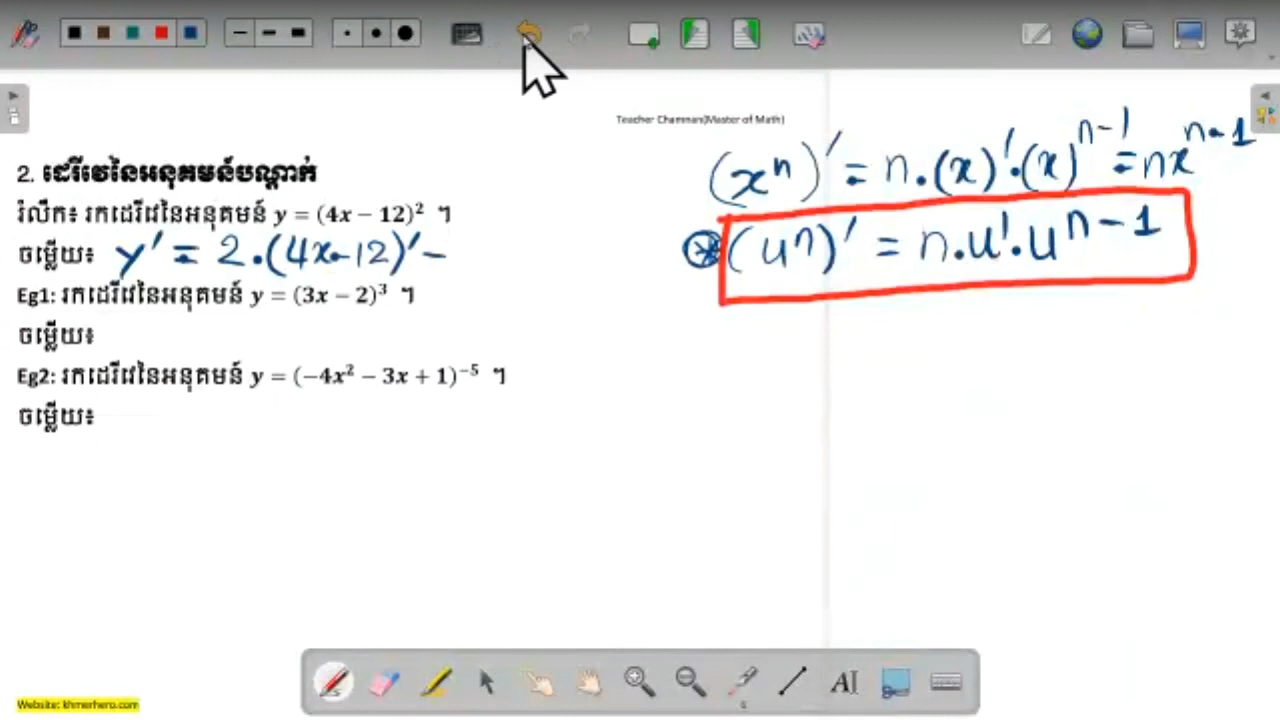 Teacher Chamnan(Master of Math)
(xⁿ)′ = n.(x)′.(x)ⁿ⁻¹ = nxⁿ⁻¹
2. ដេរីវេនៃអនុគមន៍បណ្តាក់
រំលឹក៖ រកដេរីវេនៃអនុគមន៍ y = (4x − 12)² ។
ចម្លើយ៖ y′ = 2.(4x-12)′ -
(uⁿ)′ = n.u′.uⁿ⁻¹
Eg1: រកដេរីវេនៃអនុគមន៍ y = (3x − 2)³ ។
ចម្លើយ៖
Eg2: រកដេរីវេនៃអនុគមន៍ y = (−4x² − 3x + 1)⁻⁵ ។
ចម្លើយ៖
Website: khmerhero.com